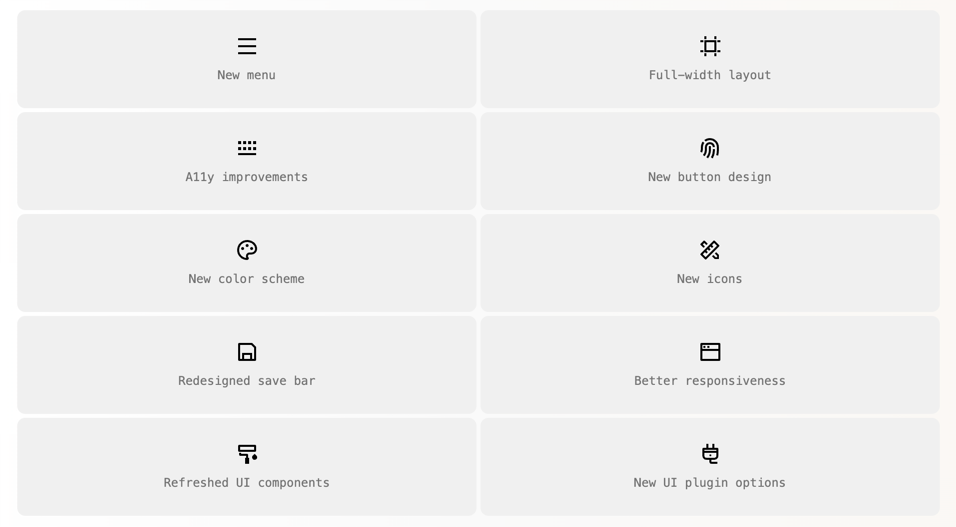 New menu
Full-width layout
A11y improvements
New button design
New color scheme
New icons
Redesigned save bar
Better responsiveness
Refreshed UI components
New UI plugin options